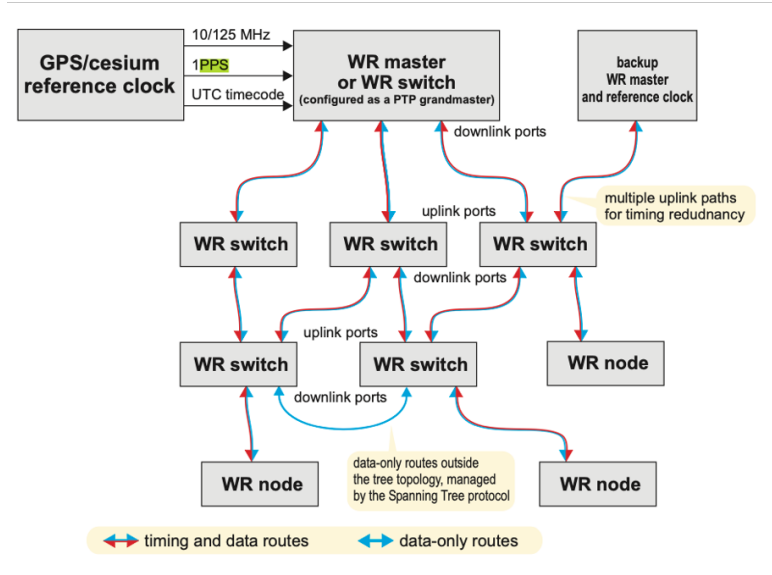 GPS/cesium
reference clock
10/125 MHz
1PPS
UTC timecode
WR master
or WR switch
(configured as a PTP grandmaster)
backup
WR master
and reference clock
downlink ports
multiple uplink paths
for timing redudnancy
uplink ports
WR switch
WR switch
WR switch
downlink ports
uplink ports
WR switch
WR switch
WR node
downlink ports
data-only routes outside
the tree topology, managed
by the Spanning Tree protocol
WR node
WR node
timing and data routes
data-only routes